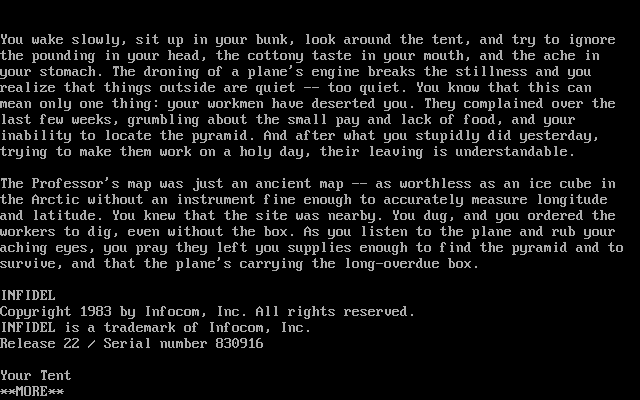 You wake slowly, sit up in your bunk, look around the tent, and try to ignore
the pounding in your head, the cottony taste in your mouth, and the ache in
your stomach. The droning of a plane's engine breaks the stillness and you
realize that things outside are quiet -- too quiet. You know that this can
mean only one thing: your workmen have deserted you. They complained over the
last few weeks, grumbling about the small pay and lack of food, and your
inability to locate the pyramid. And after what you stupidly did yesterday,
trying to make them work on a holy day, their leaving is understandable.
The Professor's map was just an ancient map -- as worthless as an ice cube in
the Arctic without an instrument fine enough to accurately measure longitude
and latitude. You knew that the site was nearby. You dug, and you ordered the
workers to dig, even without the box. As you listen to the plane and rub your
aching eyes, you pray they left you supplies enough to find the pyramid and to
survive, and that the plane's carrying the long-overdue box.
INFIDEL
Copyright 1983 by Infocom, Inc. All rights reserved.
INFIDEL is a trademark of Infocom, Inc.
Release 22 / Serial number 830916
Your Tent
**MORE**